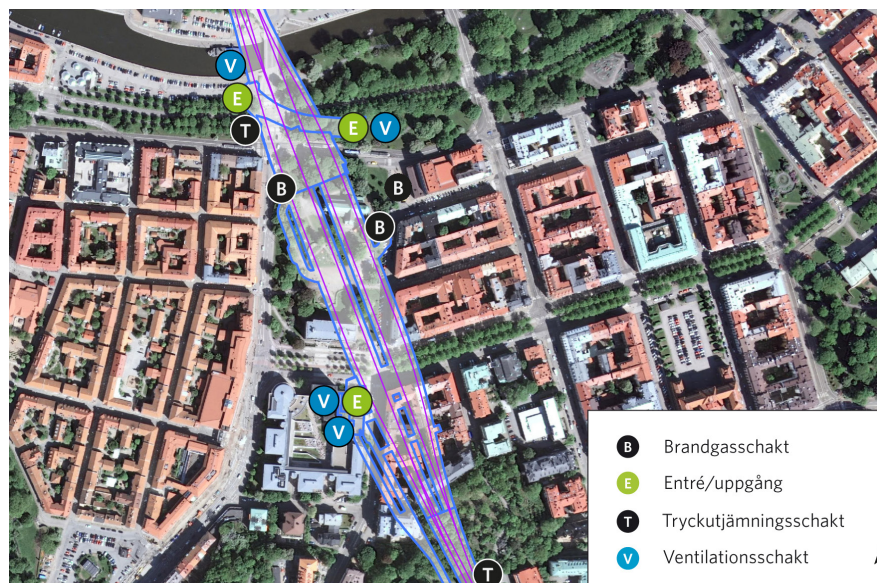 V
E
T
E V
B
B
B
V E
V
T
B Brandgasschakt
E Entré/uppgång
T Tryckutjämningsschakt
V Ventilationsschakt